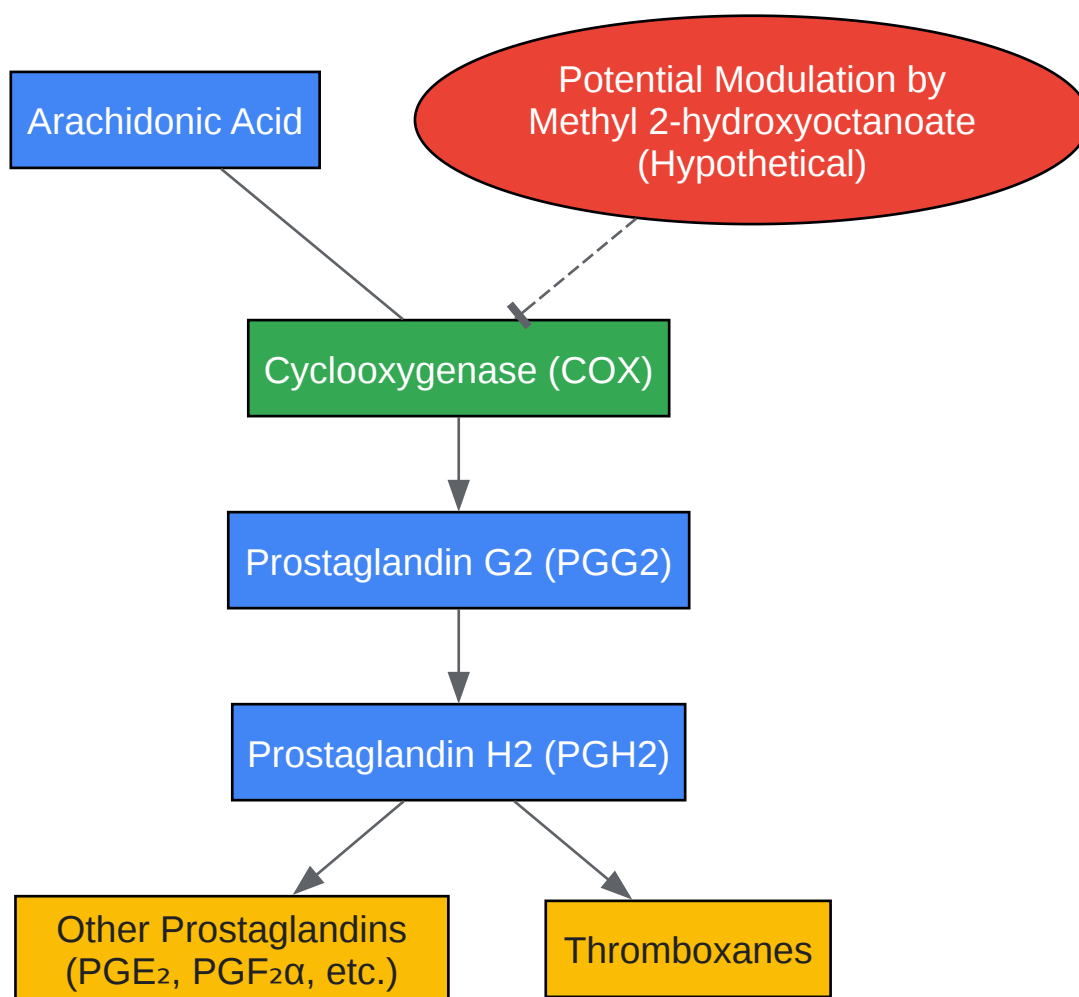 Arachidonic Acid
Potential Modulation by
Methyl 2-hydroxyoctanoate
(Hypothetical)
Cyclooxygenase (COX)
Prostaglandin G2 (PGG2)
Prostaglandin H2 (PGH2)
Other Prostaglandins
(PGE₂, PGF₂α, etc.)
Thromboxanes